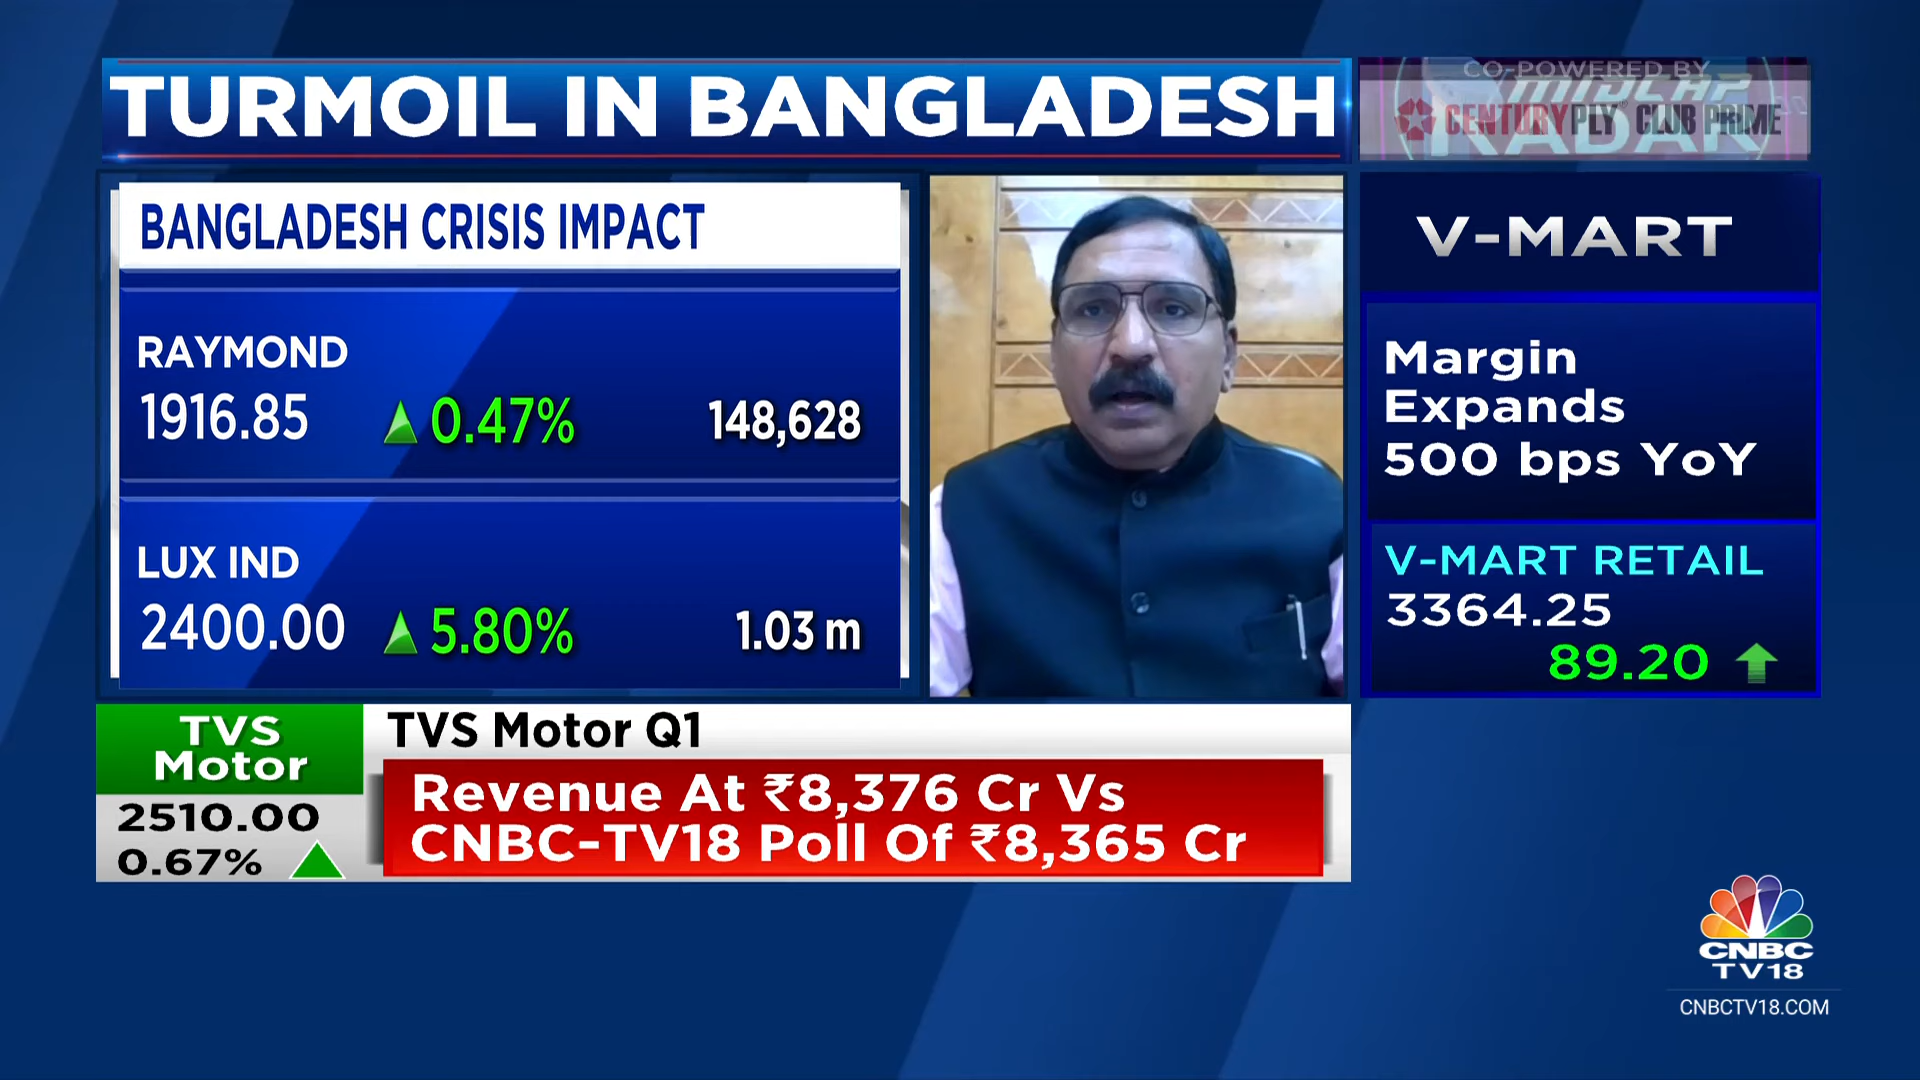 TURMOIL IN BANGLADESH
CO-POWERED BY
MIDCAP
RADAR
CENTURYPLY® CLUB PRIME
BANGLADESH CRISIS IMPACT
RAYMOND
1916.85 ▲ 0.47% 148,628
LUX IND
2400.00 ▲ 5.80% 1.03 m
V-MART
Margin
Expands
500 bps YoY
V-MART RETAIL
3364.25
89.20
TVS
Motor
2510.00
0.67%
TVS Motor Q1
Revenue At ₹8,376 Cr Vs
CNBC-TV18 Poll Of ₹8,365 Cr
CNBC
TV18
CNBCTV18.COM